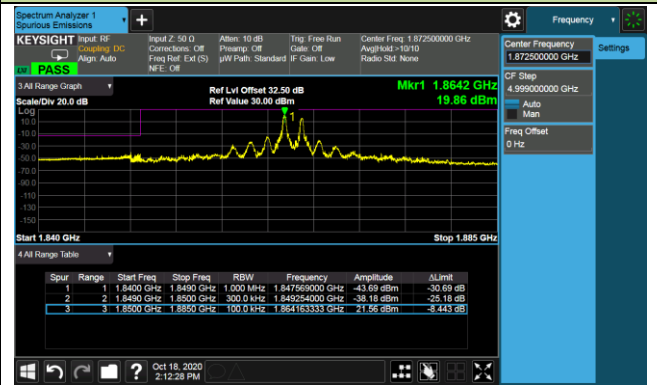 Spectrum Analyzer 1
Spurious Emissions
+
Frequency
KEYSIGHT
Input: RF
Coupling: DC
Align: Auto
Input Z: 50 Ω
Corrections: Off
Freq Ref: Ext (S)
NFE: Off
Atten: 10 dB
Preamp: Off
µW Path: Standard
Trig: Free Run
Gate: Off
IF Gain: Low
Center Freq: 1.872500000 GHz
Avg|Hold:>10/10
Radio Std: None
PASS
Center Frequency
1.872500000 GHz
Settings
CF Step
4.999000000 GHz
Auto
Man
Freq Offset
0 Hz
3 All Range Graph
Scale/Div 20.0 dB
Ref Lvl Offset 32.50 dB
Ref Value 30.00 dBm
Mkr1 1.8642 GHz
19.86 dBm
Log
10.0
-10.0
-30.0
-50.0
-70.0
-90.0
-110
-130
-150
1
Start 1.840 GHz
Stop 1.885 GHz
4 All Range Table
Spur Range Start Freq Stop Freq RBW Frequency Amplitude ΔLimit
1 1 1.8400 GHz 1.8490 GHz 1.000 MHz 1.847569000 GHz -43.69 dBm -30.69 dB
2 2 1.8490 GHz 1.8500 GHz 300.0 kHz 1.849254000 GHz -38.18 dBm -25.18 dB
3 3 1.8500 GHz 1.8850 GHz 100.0 kHz 1.864163333 GHz 21.56 dBm -8.443 dB
?
Oct 18, 2020
2:12:28 PM